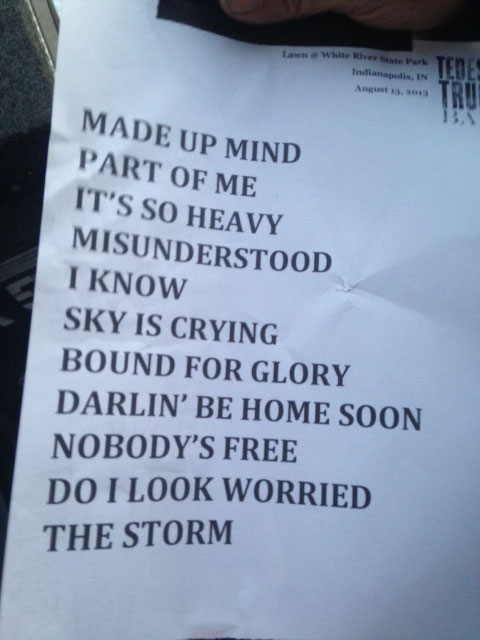 Lawn @ White River State Park
Indianapolis, IN
August 13, 2013
MADE UP MIND
PART OF ME
IT'S SO HEAVY
MISUNDERSTOOD
I KNOW
SKY IS CRYING
BOUND FOR GLORY
DARLIN' BE HOME SOON
NOBODY'S FREE
DO I LOOK WORRIED
THE STORM